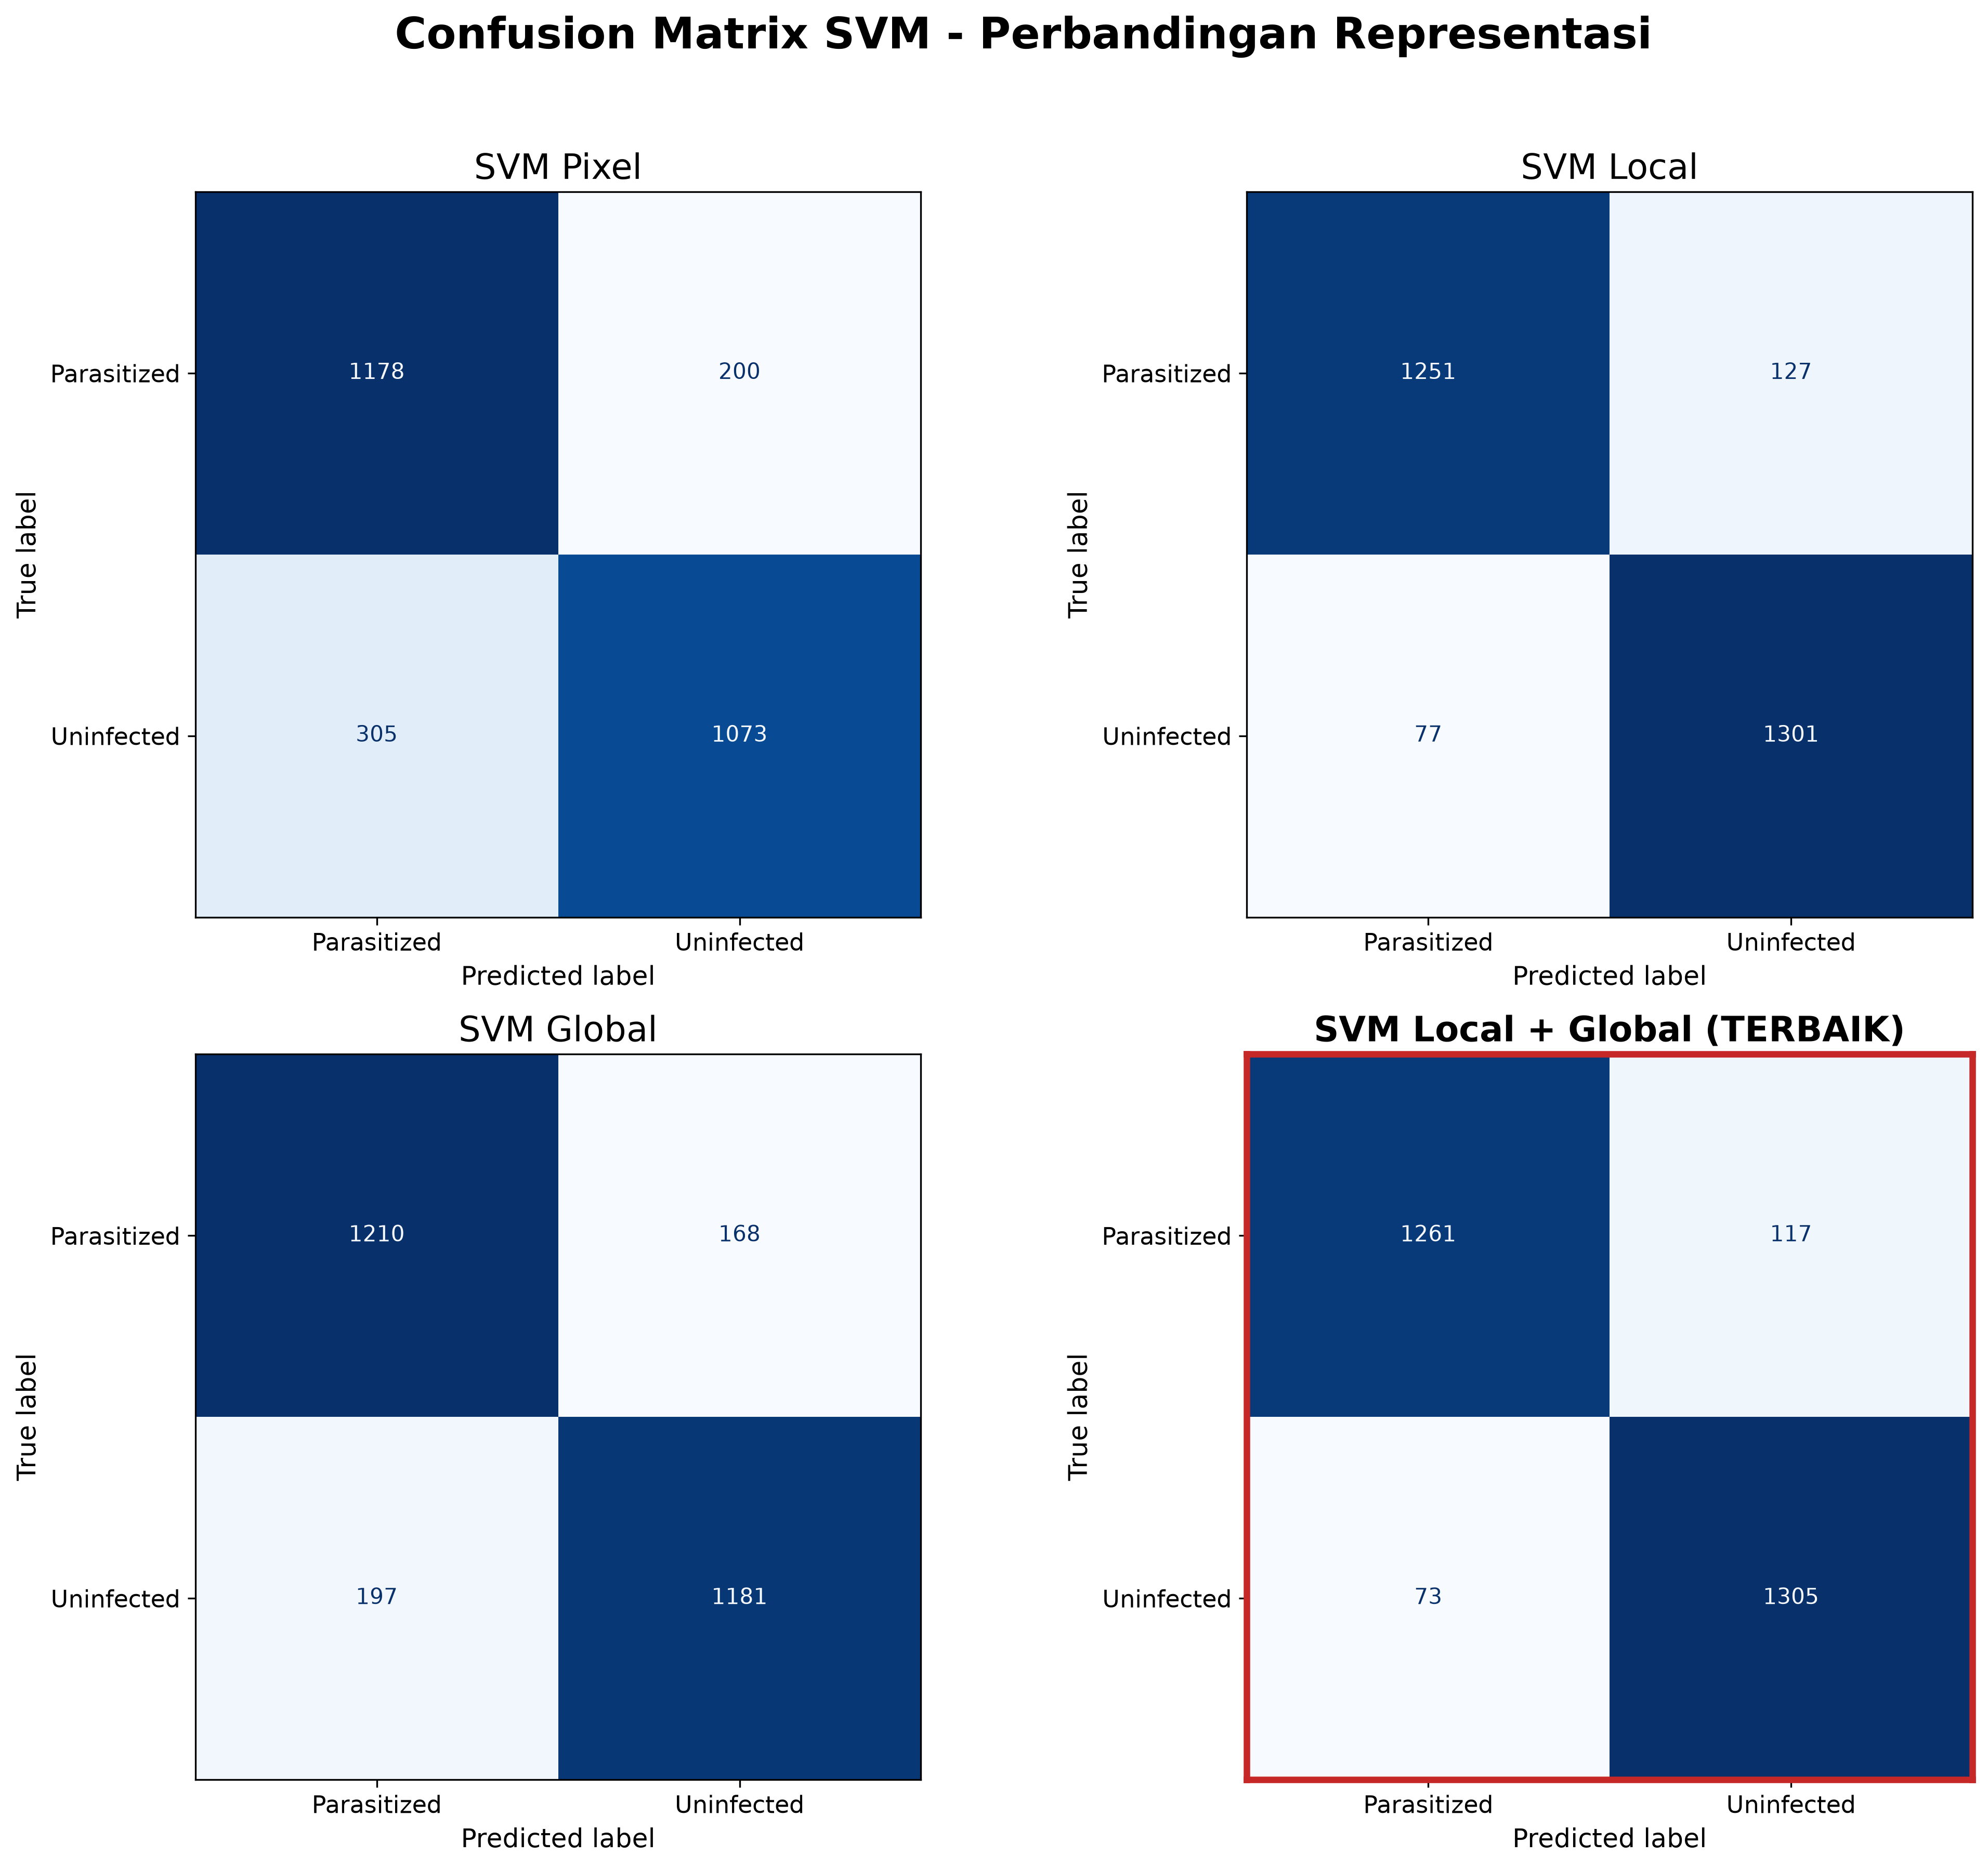 Confusion Matrix SVM - Perbandingan Representasi
SVM Pixel
True label
Parasitized
1178
200
Uninfected
305
1073
Parasitized
Uninfected
Predicted label
SVM Local
True label
Parasitized
1251
127
Uninfected
77
1301
Parasitized
Uninfected
Predicted label
SVM Global
True label
Parasitized
1210
168
Uninfected
197
1181
Parasitized
Uninfected
Predicted label
SVM Local + Global (TERBAIK)
True label
Parasitized
1261
117
Uninfected
73
1305
Parasitized
Uninfected
Predicted label